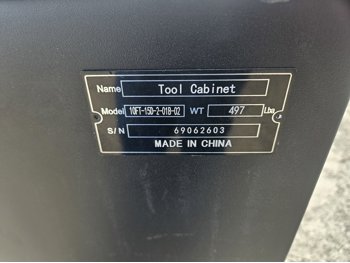 Name Tool Cabinet
Model 10FT-15D-2-01B-02 WT 497 Lbs
S/N 69062603
MADE IN CHINA